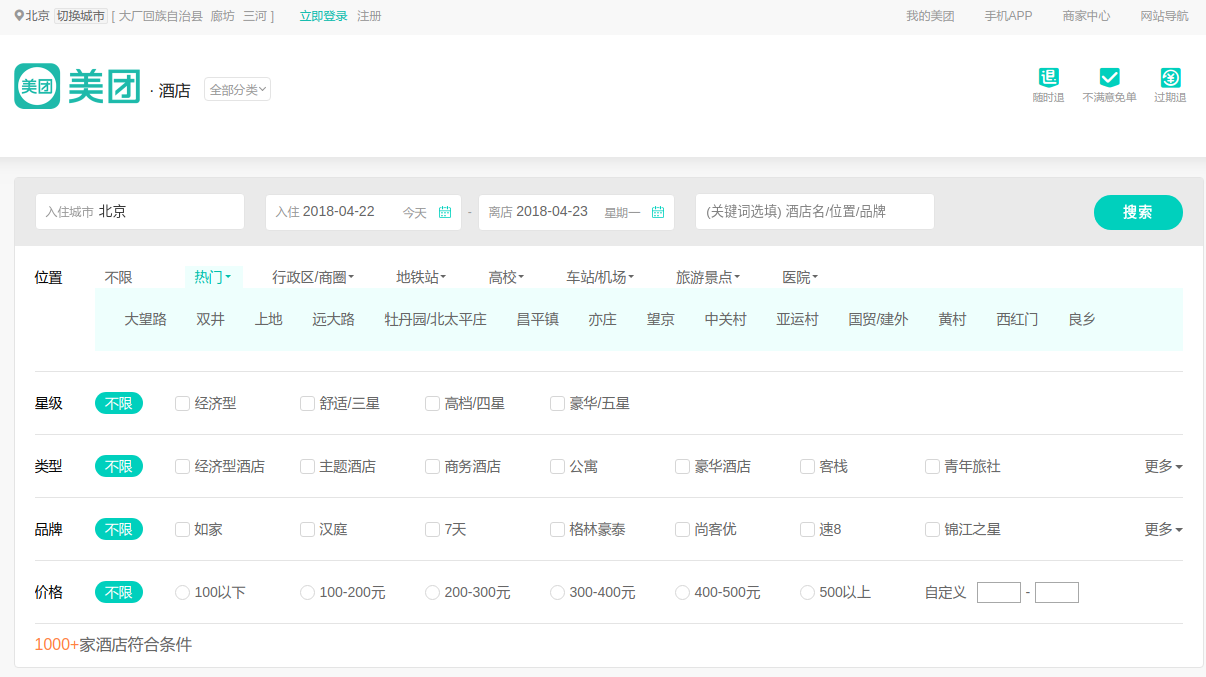 北京 切换城市 [ 大厂回族自治县 廊坊 三河 ] 立即登录 注册 我的美团 手机APP 商家中心 网站导航
美团 美团 · 酒店 全部分类
退
随时退 不满意免单 过期退
入住城市 北京 入住 2018-04-22 今天 - 离店 2018-04-23 星期一 (关键词选填) 酒店名/位置/品牌 搜索
位置 不限 热门 行政区/商圈 地铁站 高校 车站/机场 旅游景点 医院
大望路 双井 上地 远大路 牡丹园/北太平庄 昌平镇 亦庄 望京 中关村 亚运村 国贸/建外 黄村 西红门 良乡
星级 不限 经济型 舒适/三星 高档/四星 豪华/五星
类型 不限 经济型酒店 主题酒店 商务酒店 公寓 豪华酒店 客栈 青年旅社 更多
品牌 不限 如家 汉庭 7天 格林豪泰 尚客优 速8 锦江之星 更多
价格 不限 100以下 100-200元 200-300元 300-400元 400-500元 500以上 自定义 -
1000+家酒店符合条件